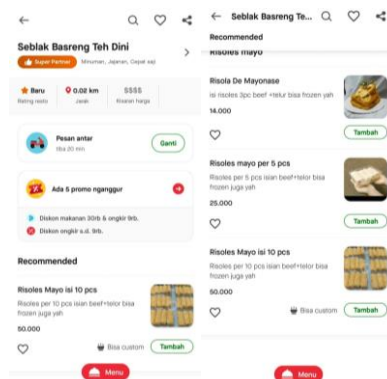 Seblak Basreng Teh Dini
Super Partner Minuman, Jajanan, Cepat saji
Baru
Rating resto
0.02 km
Jarak
$$$$
Kisaran harga
Pesan antar
tiba 20 min
Ganti
Ada 5 promo nganggur
Diskon makanan 30rb & ongkir 9rb.
Diskon ongkir s.d. 9rb.
Recommended
Risoles Mayo isi 10 pcs
Risoles per 10 pcs isian beef+telor bisa
frozen juga yah
50.000
Bisa custom
Tambah
Menu
Seblak Basreng Te...
Recommended
Risoles mayo
Risola De Mayonase
isi risoles 3pc beef +telur bisa frozen yah
14.000
Tambah
Risoles mayo per 5 pcs
Risoles per 5 pcs isian beef+telor bisa
frozen juga yah
25.000
Tambah
Risoles Mayo isi 10 pcs
Risoles per 10 pcs isian beef+telor bisa
frozen juga yah
50.000
Bisa custom
Tambah
Menu